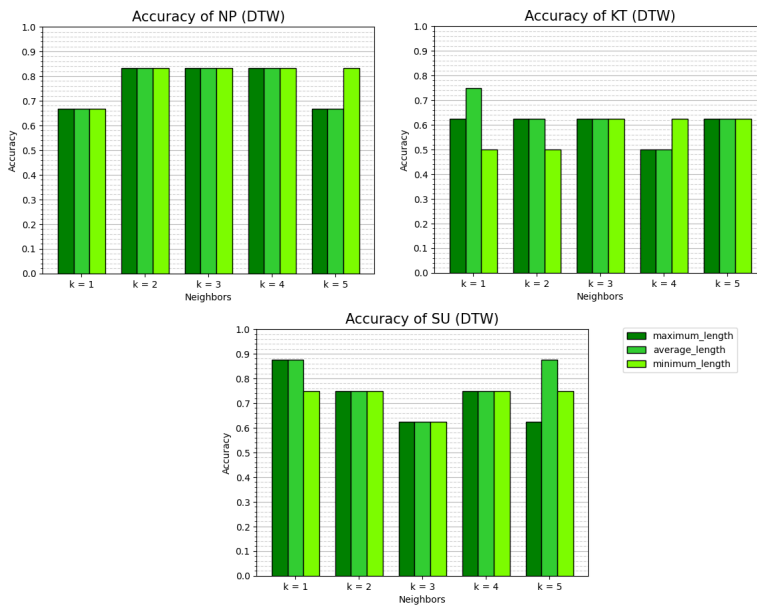 Accuracy of NP (DTW)
1.0
0.9
0.8
0.7
0.6
0.5
0.4
0.3
0.2
0.1
0.0
Accuracy
k = 1 k = 2 k = 3 k = 4 k = 5
Neighbors
Accuracy of KT (DTW)
1.0
0.9
0.8
0.7
0.6
0.5
0.4
0.3
0.2
0.1
0.0
Accuracy
k = 1 k = 2 k = 3 k = 4 k = 5
Neighbors
Accuracy of SU (DTW)
1.0
0.9
0.8
0.7
0.6
0.5
0.4
0.3
0.2
0.1
0.0
Accuracy
k = 1 k = 2 k = 3 k = 4 k = 5
Neighbors
maximum_length
average_length
minimum_length